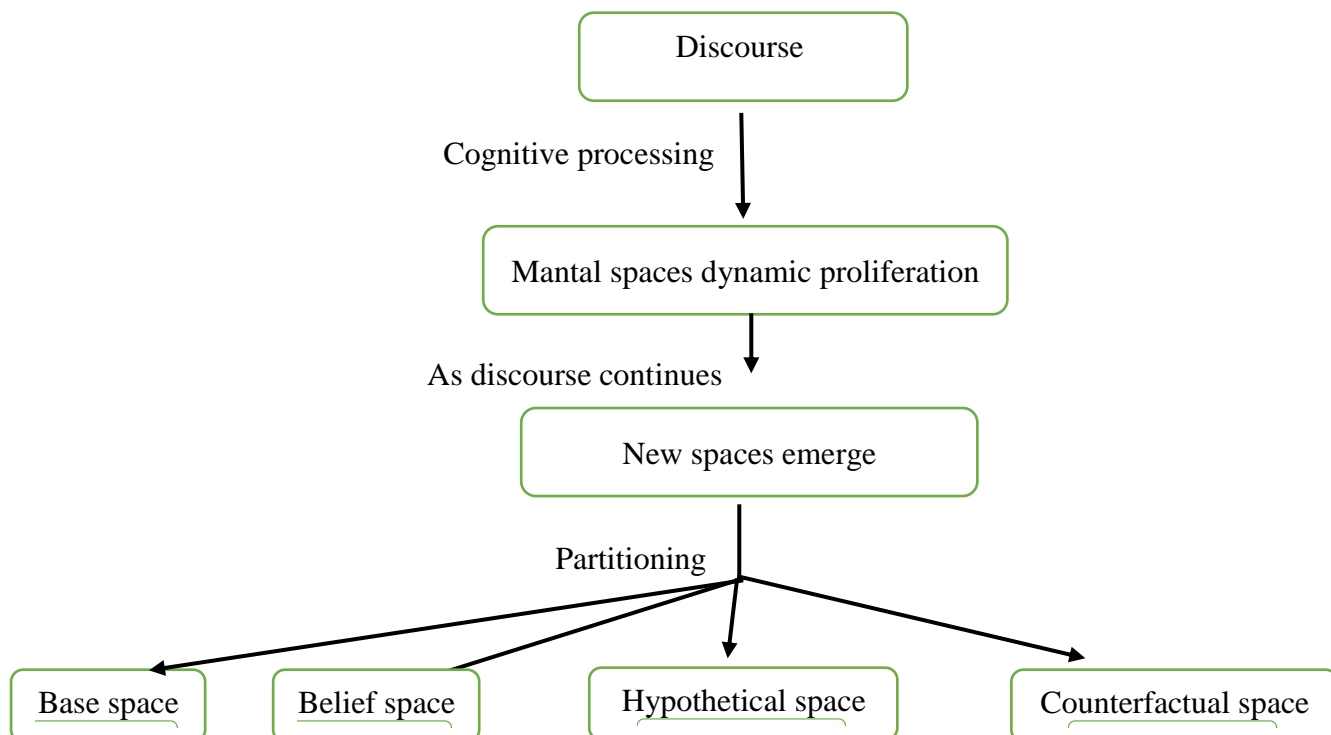 Discourse
Cognitive processing
Mantal spaces dynamic proliferation
As discourse continues
New spaces emerge
Partitioning
Base space
Belief space
Hypothetical space
Counterfactual space